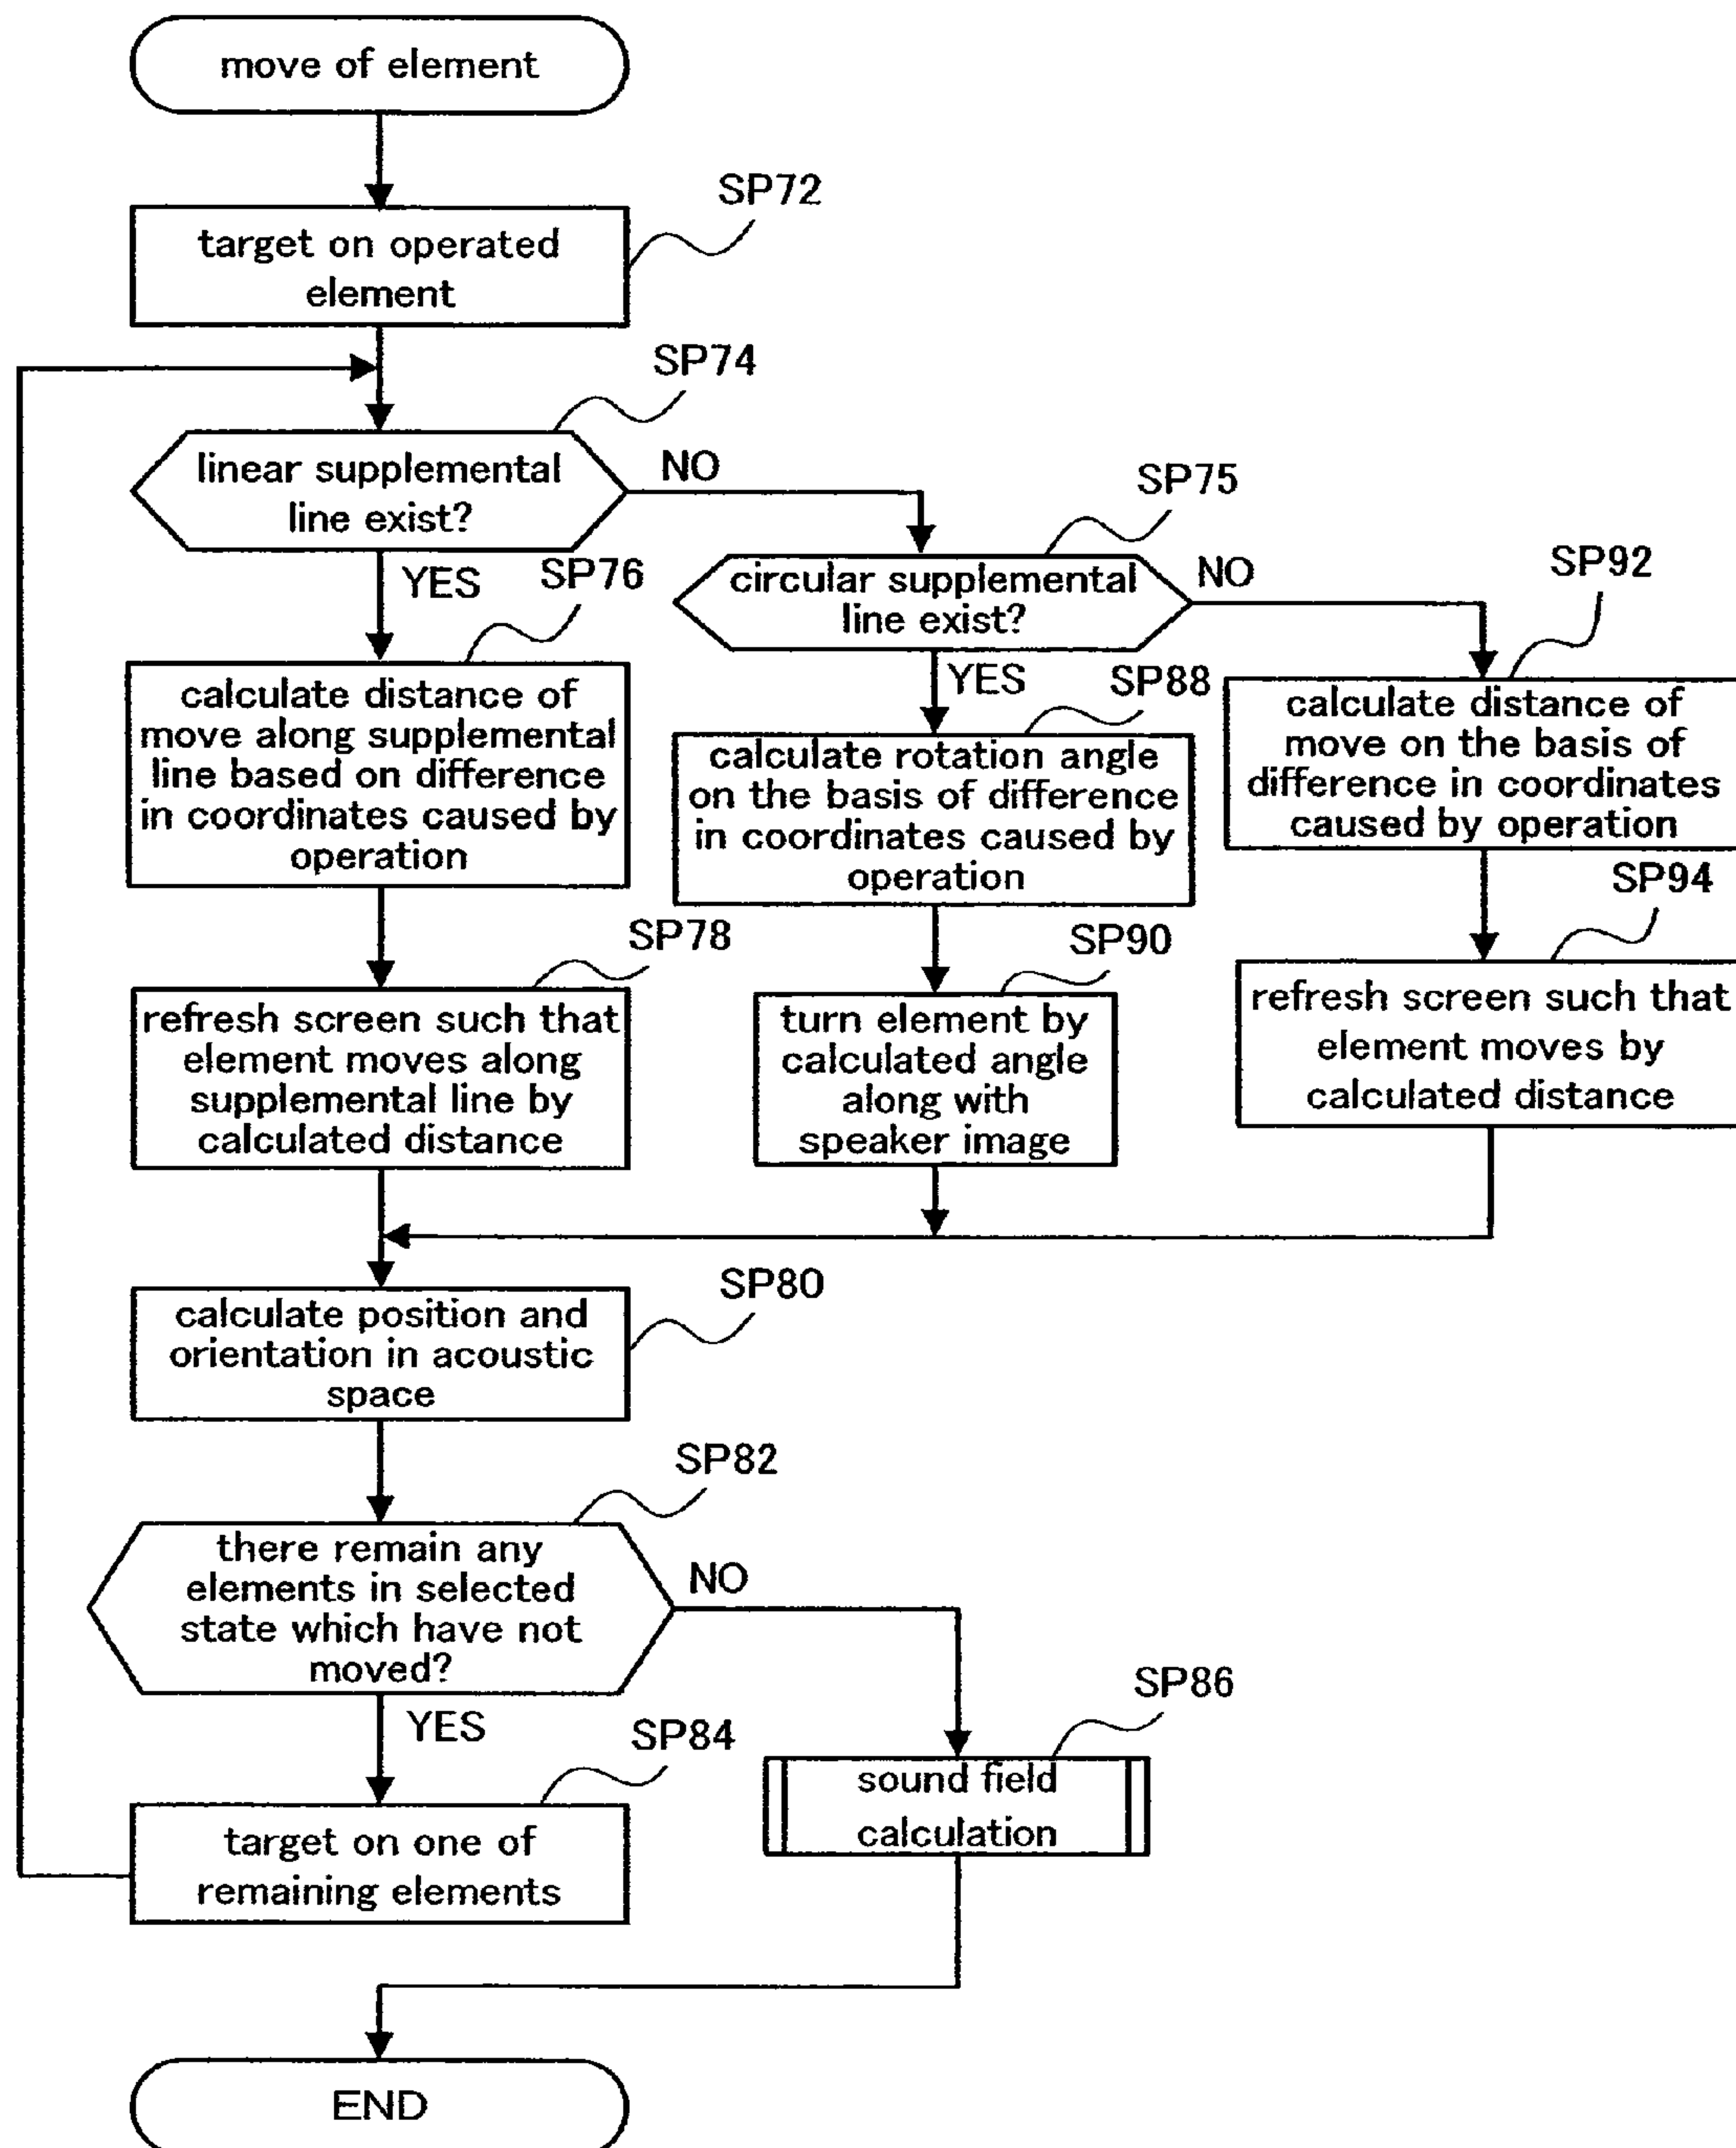 move of element
SP72
target on operated
element
SP74
linear supplemental
line exist?
NO
SP75
circular supplemental
line exist?
NO
SP92
YES
SP76
calculate distance of
move along supplemental
line based on difference
in coordinates caused by
operation
YES
SP88
calculate rotation angle
on the basis of difference
in coordinates caused by
operation
calculate distance of
move on the basis of
difference in coordinates
caused by operation
SP94
SP78
refresh screen such that
element moves along
supplemental line by
calculated distance
SP90
turn element by
calculated angle
along with
speaker image
refresh screen such that
element moves by
calculated distance
SP80
calculate position and
orientation in acoustic
space
SP82
there remain any
elements in selected
state which have not
moved?
NO
YES
SP84
SP86
sound field
calculation
target on one of
remaining elements
END